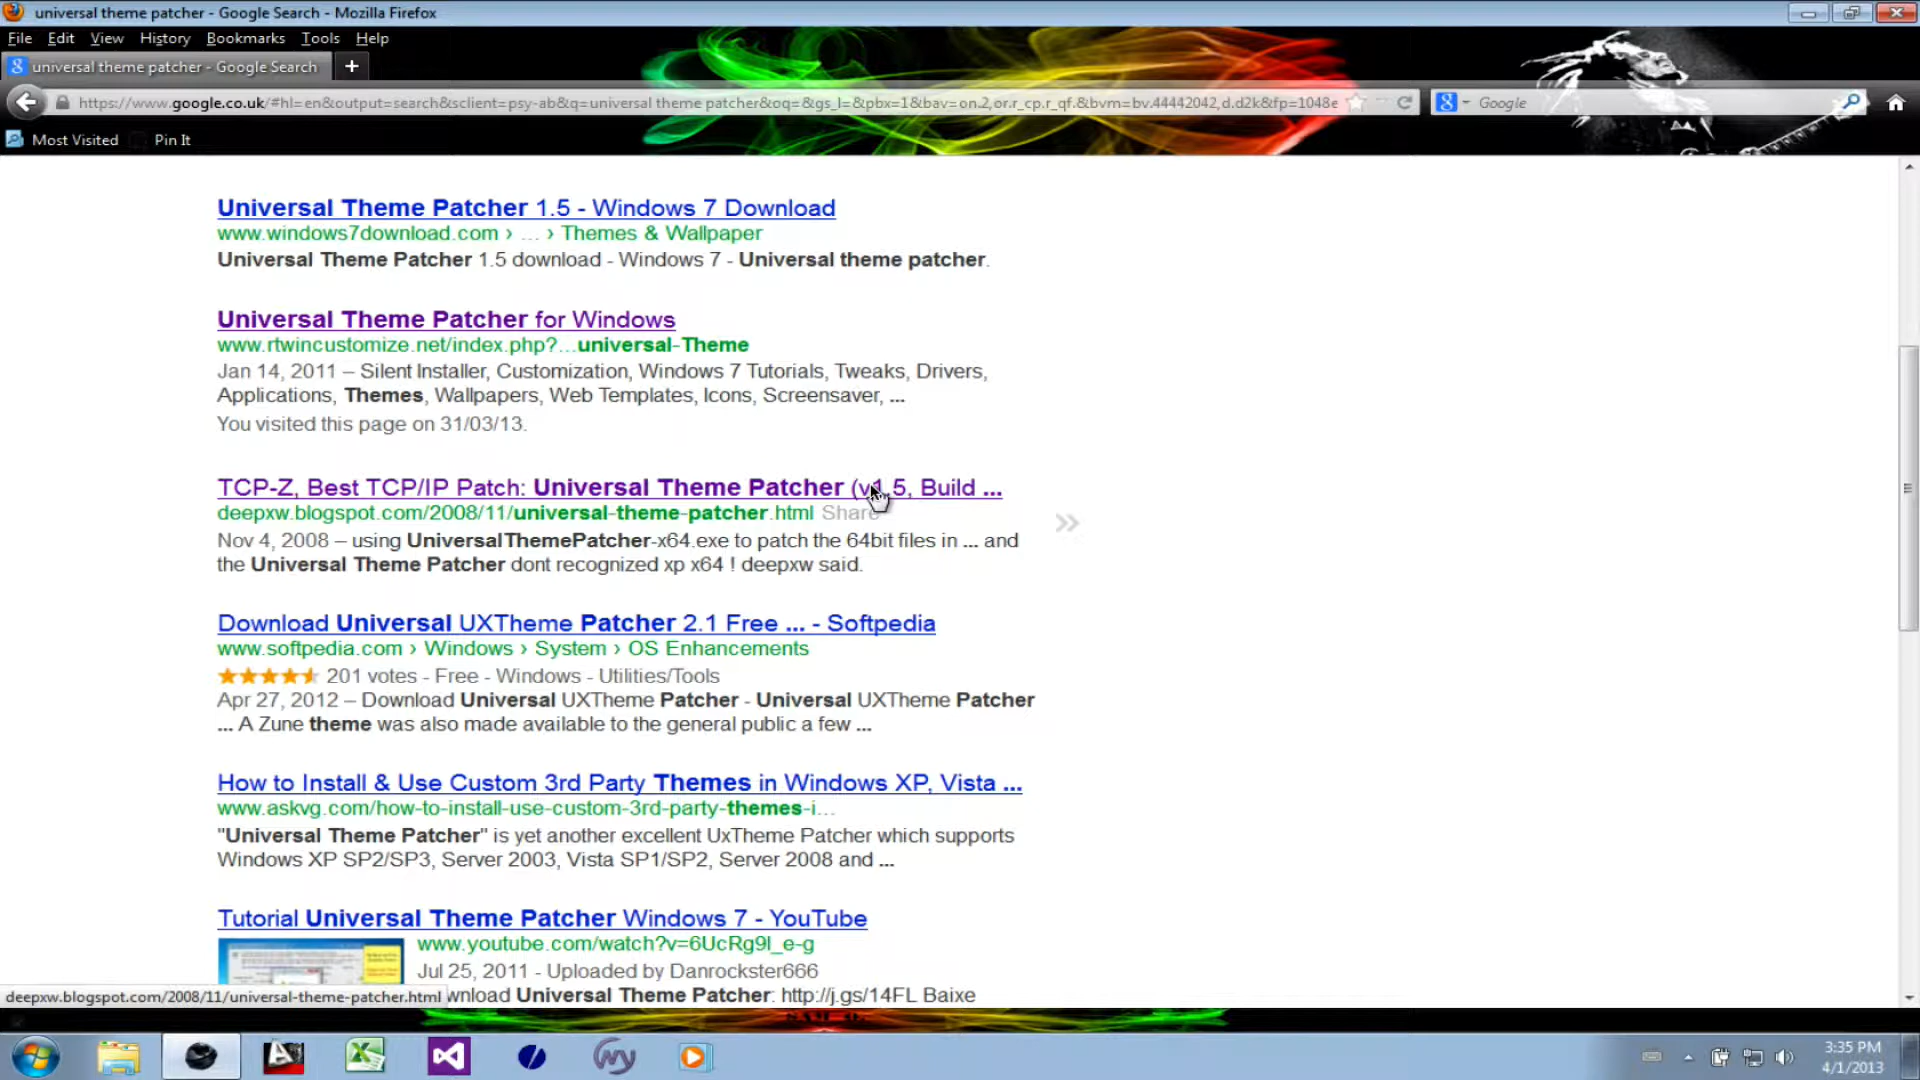 universal theme patcher - Google Search - Mozilla Firefox
File Edit View History Bookmarks Tools Help
universal theme patcher - Google Search
https://www.google.co.uk/#hl=en&output=search&sclient=psy-ab&q=universal theme patcher&oq=&gs_l=&pbx=1&bav=on.2,or.r_cp.r_qf.&bvm=bv.44442042,d.d2k&fp=1048e
Google
Most Visited Pin It
Universal Theme Patcher 1.5 - Windows 7 Download
www.windows7download.com › ... › Themes & Wallpaper
Universal Theme Patcher 1.5 download - Windows 7 - Universal theme patcher.
Universal Theme Patcher for Windows
www.rtwincustomize.net/index.php?...universal-Theme
Jan 14, 2011 – Silent Installer, Customization, Windows 7 Tutorials, Tweaks, Drivers,
Applications, Themes, Wallpapers, Web Templates, Icons, Screensaver, ...
You visited this page on 31/03/13.
TCP-Z, Best TCP/IP Patch: Universal Theme Patcher (v1.5, Build ...
deepxw.blogspot.com/2008/11/universal-theme-patcher.html Share
Nov 4, 2008 – using UniversalThemePatcher-x64.exe to patch the 64bit files in ... and
the Universal Theme Patcher dont recognized xp x64 ! deepxw said.
Download Universal UXTheme Patcher 2.1 Free ... - Softpedia
www.softpedia.com › Windows › System › OS Enhancements
201 votes - Free - Windows - Utilities/Tools
Apr 27, 2012 – Download Universal UXTheme Patcher - Universal UXTheme Patcher
... A Zune theme was also made available to the general public a few ...
How to Install & Use Custom 3rd Party Themes in Windows XP, Vista ...
www.askvg.com/how-to-install-use-custom-3rd-party-themes-i...
"Universal Theme Patcher" is yet another excellent UxTheme Patcher which supports
Windows XP SP2/SP3, Server 2003, Vista SP1/SP2, Server 2008 and ...
Tutorial Universal Theme Patcher Windows 7 - YouTube
www.youtube.com/watch?v=6UcRg9l_e-g
Jul 25, 2011 - Uploaded by Danrockster666
wnload Universal Theme Patcher: http://j.gs/14FL Baixe
deepxw.blogspot.com/2008/11/universal-theme-patcher.html
3:35 PM
4/1/2013